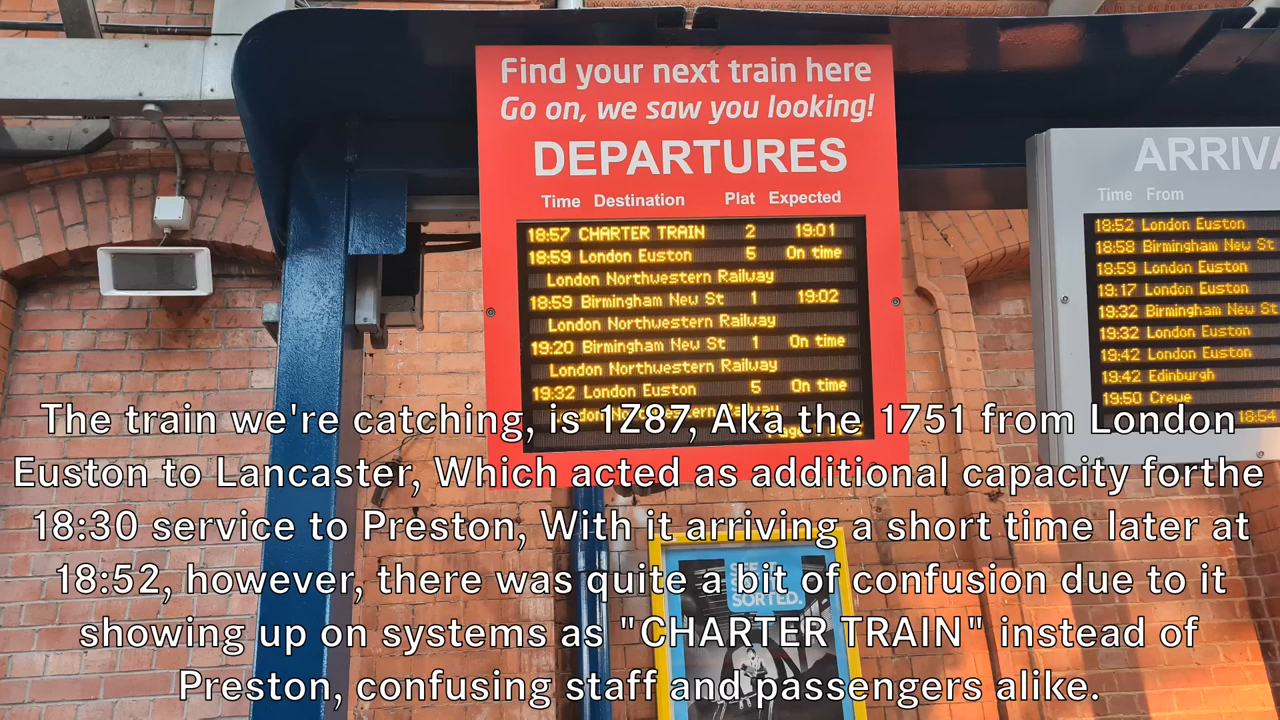 Find your next train here
Go on, we saw you looking!
DEPARTURES
Time Destination Plat Expected
18:57 CHARTER TRAIN 2 19:01
18:59 London Euston 5 On time
London Northwestern Railway
18:59 Birmingham New St 1 19:02
London Northwestern Railway
19:20 Birmingham New St 1 On time
London Northwestern Railway
19:32 London Euston 5 On time
London Northwestern Railway
Page
ARRIVA
Time From
18:52 London Euston
18:58 Birmingham New St
18:59 London Euston
19:17 London Euston
19:32 Birmingham New St
19:32 London Euston
19:42 London Euston
19:42 Edinburgh
19:50 Crewe
18:54
The train we're catching, is 1Z87, Aka the 1751 from London
Euston to Lancaster, Which acted as additional capacity forthe
18:30 service to Preston, With it arriving a short time later at
18:52, however, there was quite a bit of confusion due to it
showing up on systems as "CHARTER TRAIN" instead of
Preston, confusing staff and passengers alike.
SORTED.